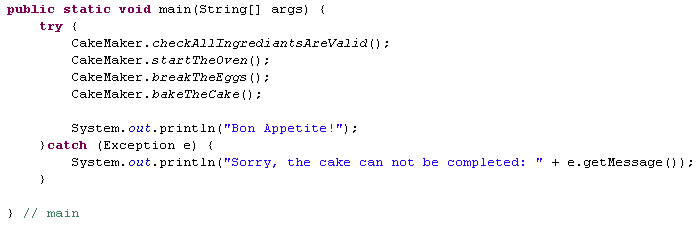 public static void main(String[] args) {
try {
CakeMaker.checkAllIngrediantsAreValid();
CakeMaker.startTheOven();
CakeMaker.breakTheEggs();
CakeMaker.bakeTheCake();
System.out.println("Bon Appetite!");
}catch (Exception e) {
System.out.println("Sorry, the cake can not be completed: " + e.getMessage());
}
} // main